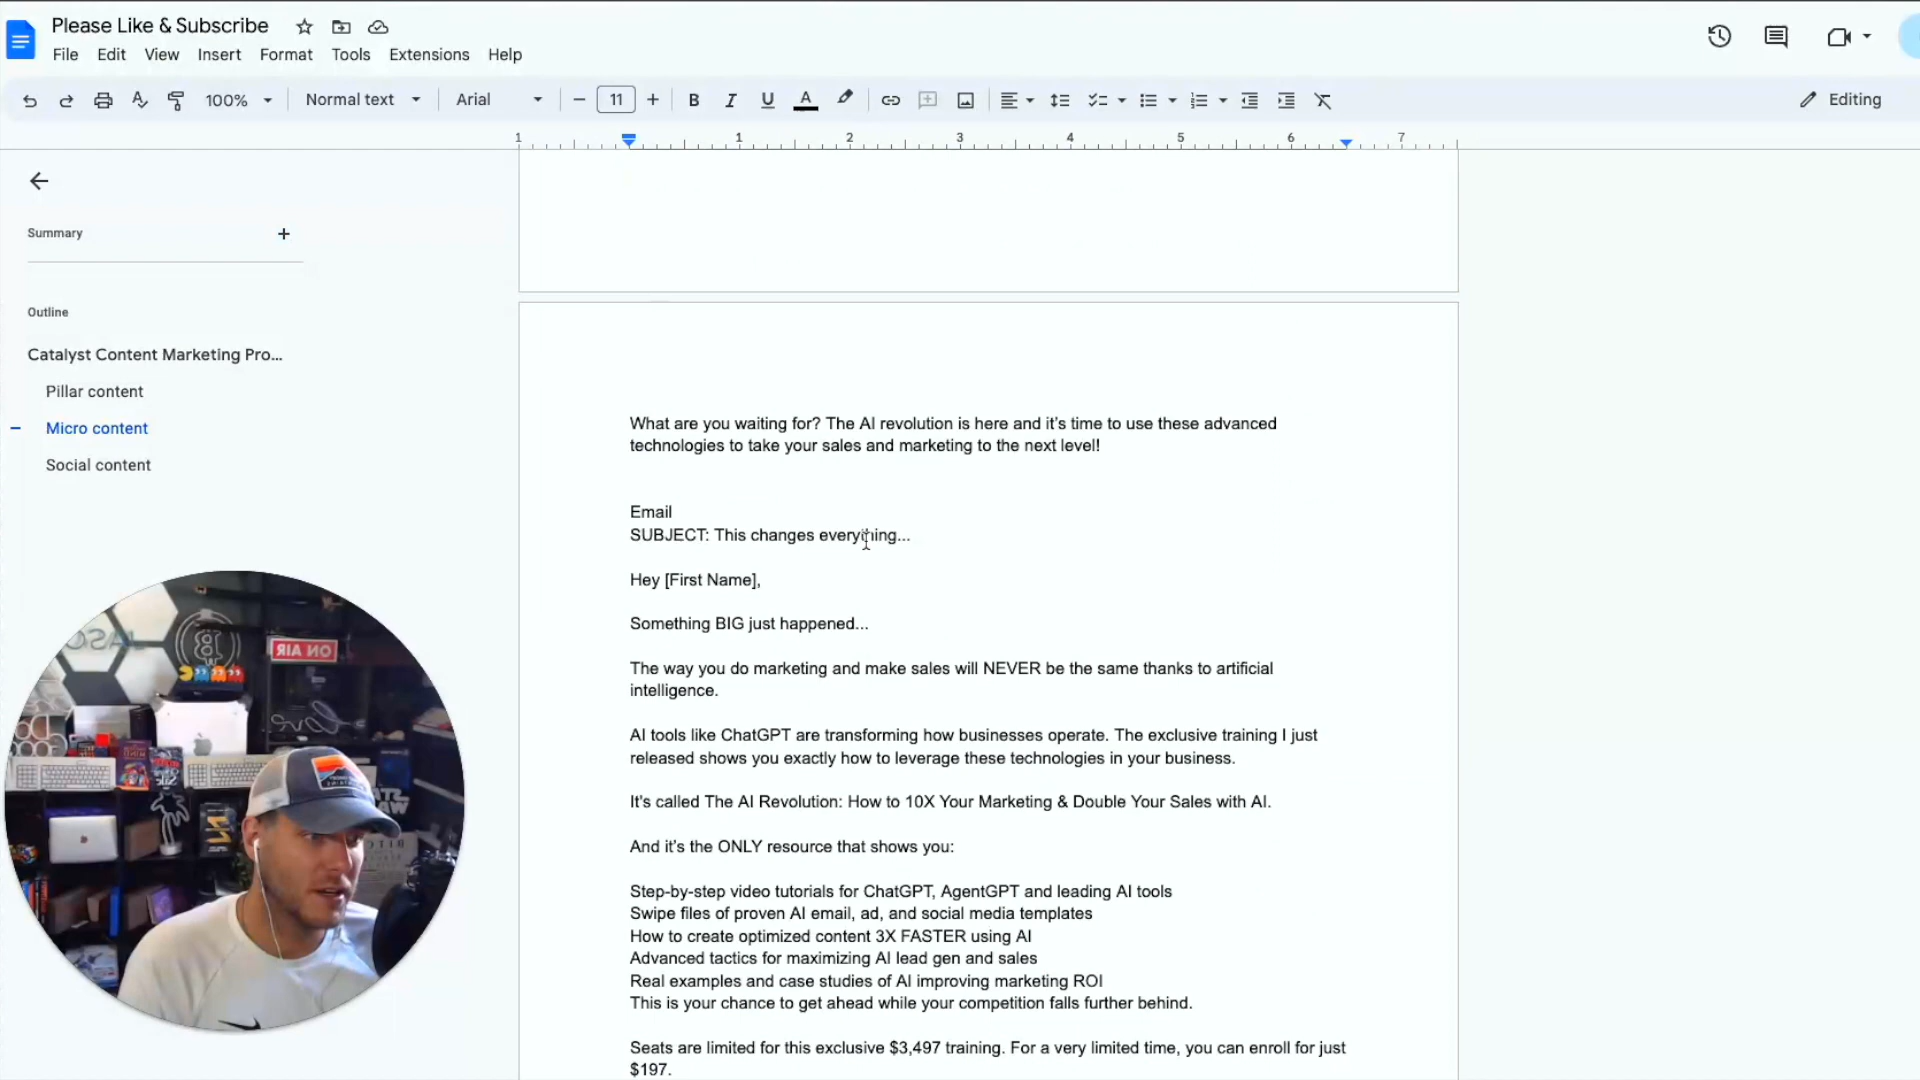 Please Like & Subscribe
File Edit View Insert Format Tools Extensions Help
100% Normal text Arial 11 Editing
1 1 2 3 4 5 6 7
Summary
Outline
Catalyst Content Marketing Pro...
Pillar content
Micro content
Social content
What are you waiting for? The AI revolution is here and it's time to use these advanced
technologies to take your sales and marketing to the next level!
Email
SUBJECT: This changes everything...
Hey [First Name],
Something BIG just happened...
The way you do marketing and make sales will NEVER be the same thanks to artificial
intelligence.
AI tools like ChatGPT are transforming how businesses operate. The exclusive training I just
released shows you exactly how to leverage these technologies in your business.
It's called The AI Revolution: How to 10X Your Marketing & Double Your Sales with AI.
And it's the ONLY resource that shows you:
Step-by-step video tutorials for ChatGPT, AgentGPT and leading AI tools
Swipe files of proven AI email, ad, and social media templates
How to create optimized content 3X FASTER using AI
Advanced tactics for maximizing AI lead gen and sales
Real examples and case studies of AI improving marketing ROI
This is your chance to get ahead while your competition falls further behind.
Seats are limited for this exclusive $3,497 training. For a very limited time, you can enroll for just
$197.
ON AIR